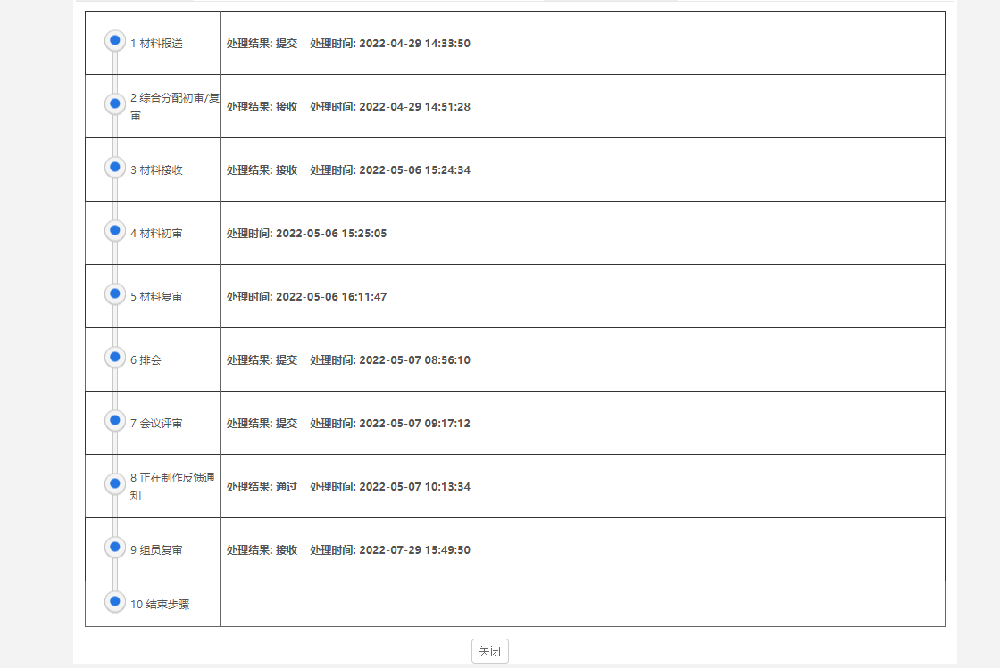 1 材料报送
处理结果: 提交 处理时间: 2022-04-29 14:33:50
2 综合分配初审/复
审
处理结果: 接收 处理时间: 2022-04-29 14:51:28
3 材料接收
处理结果: 接收 处理时间: 2022-05-06 15:24:34
4 材料初审
处理时间: 2022-05-06 15:25:05
5 材料复审
处理时间: 2022-05-06 16:11:47
6 排会
处理结果: 提交 处理时间: 2022-05-07 08:56:10
7 会议评审
处理结果: 提交 处理时间: 2022-05-07 09:17:12
8 正在制作反馈通
知
处理结果: 通过 处理时间: 2022-05-07 10:13:34
9 组员复审
处理结果: 接收 处理时间: 2022-07-29 15:49:50
10 结束步骤
关闭